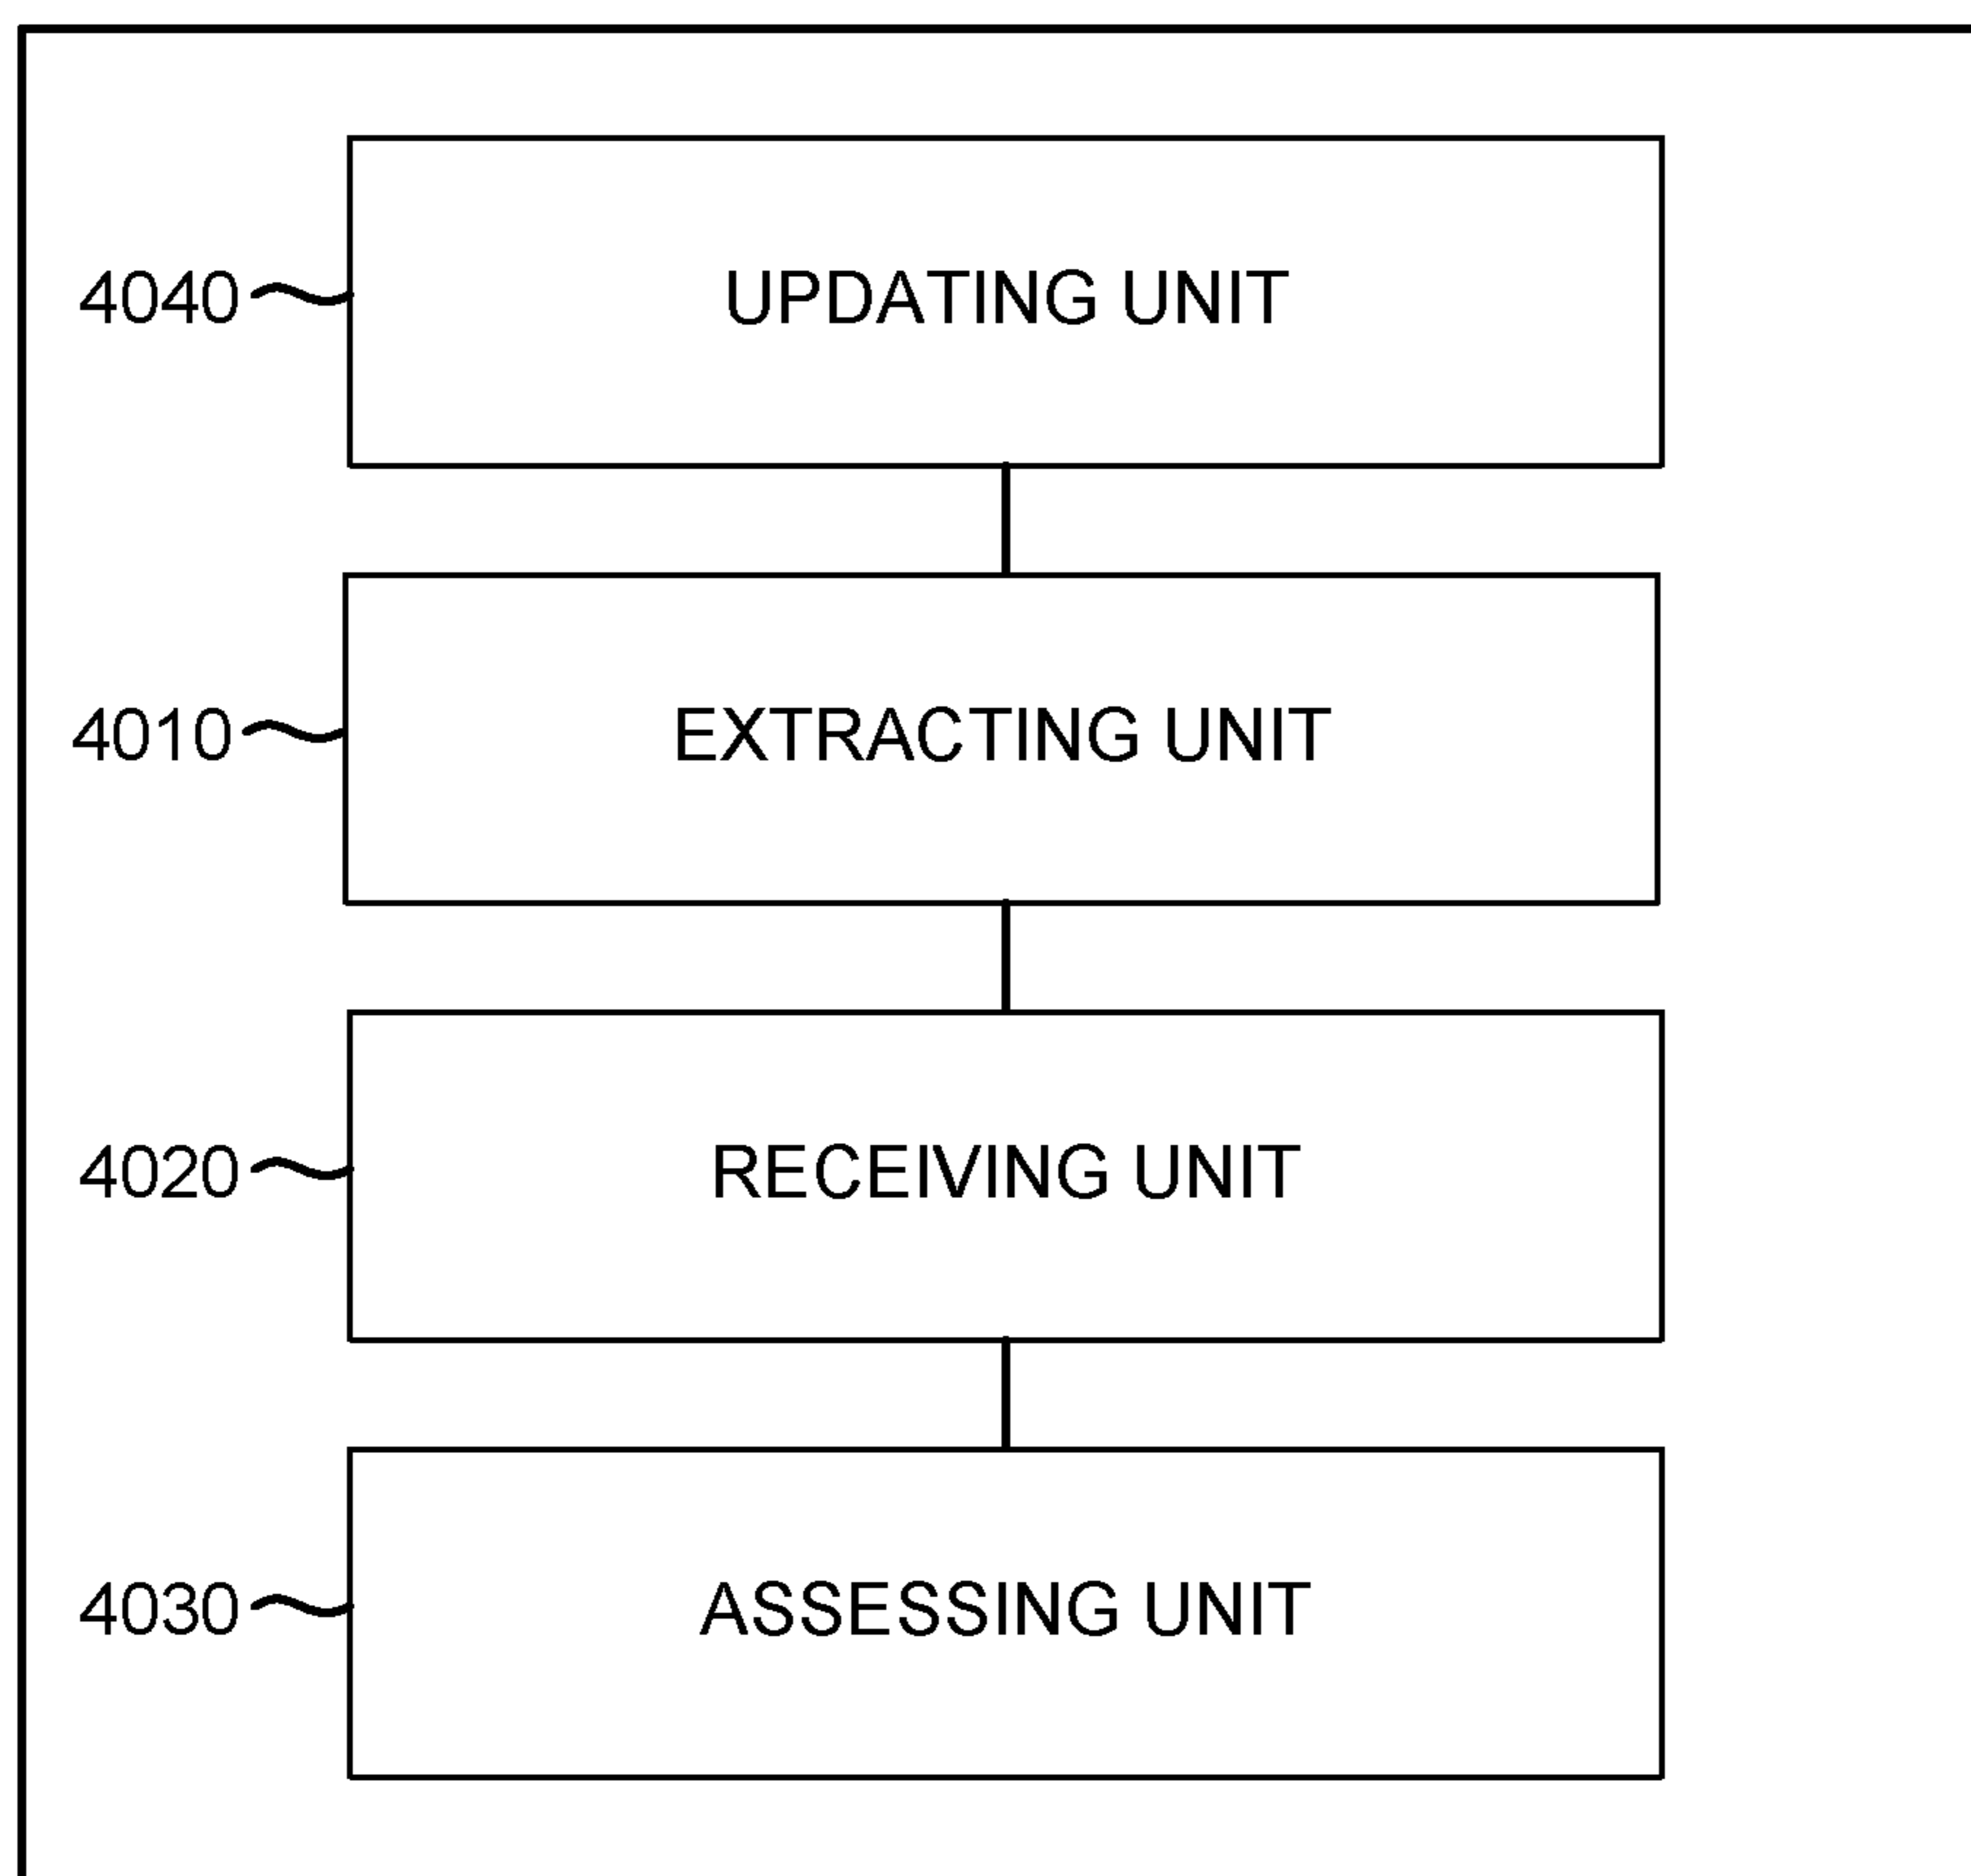 4040 UPDATING UNIT
4010 EXTRACTING UNIT
4020 RECEIVING UNIT
4030 ASSESSING UNIT